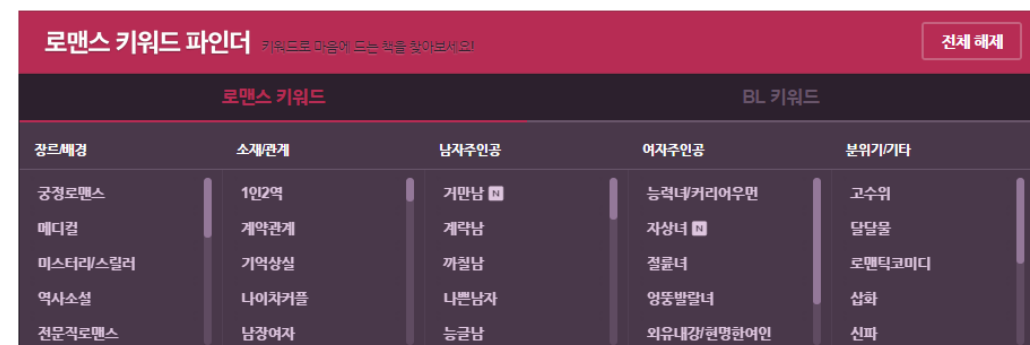 로맨스 키워드 파인더 키워드로 마음에 드는 책을 찾아보세요! 전체 해제
로맨스 키워드 BL 키워드
장르/배경 소재/관계 남자주인공 여자주인공 분위기/기타
궁정로맨스 1인2역 거만남 N 능력녀/커리어우먼 고수위
메디컬 계약관계 계략남 자상녀 N 달달물
미스터리/스릴러 기억상실 까칠남 절륜녀 로맨틱코미디
역사소설 나이차커플 나쁜남자 엉뚱발랄녀 삽화
전문직로맨스 남장여자 능글남 외유내강/현명한여인 신파